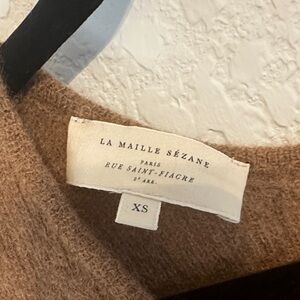 LA MAILLE SÉZANE
PARIS
RUE SAINT-FIACRE
2e ARR.
XS